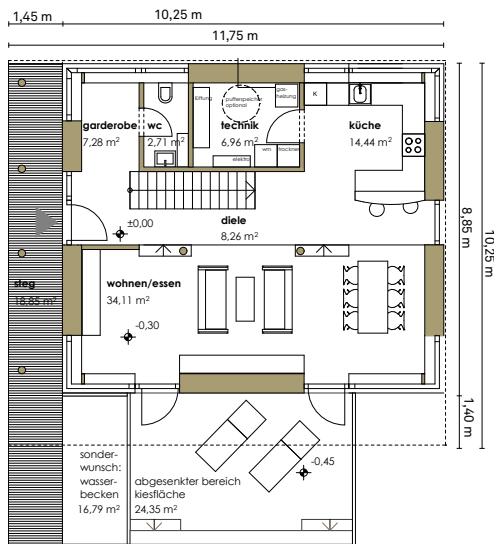 1,45 m
10,25 m
11,75 m
garderobe
7,28 m²
wc
2,71 m²
lüftung
pufferspeicher
optional
gas-
heizung
technik
6,96 m²
elektro
wm
trockner
K
küche
14,44 m²
±0,00
diele
8,26 m²
8,85 m
10,25 m
steg
wohnen/essen
34,11 m²
-0,30
1,40 m
sonder-
wunsch:
wasser-
becken
16,79 m²
abgesenkter bereich
kiesfläche
24,35 m²
-0,45